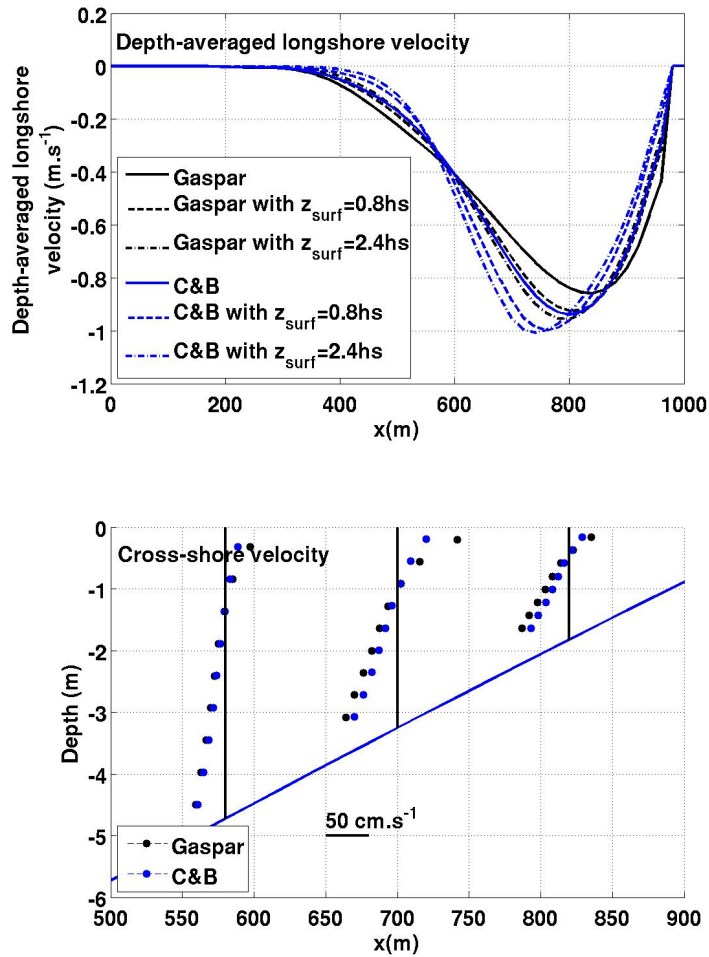 0.2
Depth-averaged longshore velocity
0
-0.2
-0.4
-0.6
-0.8
-1
-1.2
Depth-averaged longshore
velocity (m.s-1)
Gaspar
Gaspar with zsurf=0.8hs
Gaspar with zsurf=2.4hs
C&B
C&B with zsurf=0.8hs
C&B with zsurf=2.4hs
0 200 400 600 800 1000
x(m)
0
Cross-shore velocity
-1
-2
-3
-4
-5
-6
Depth (m)
50 cm.s-1
Gaspar
C&B
500 550 600 650 700 750 800 850 900
x(m)